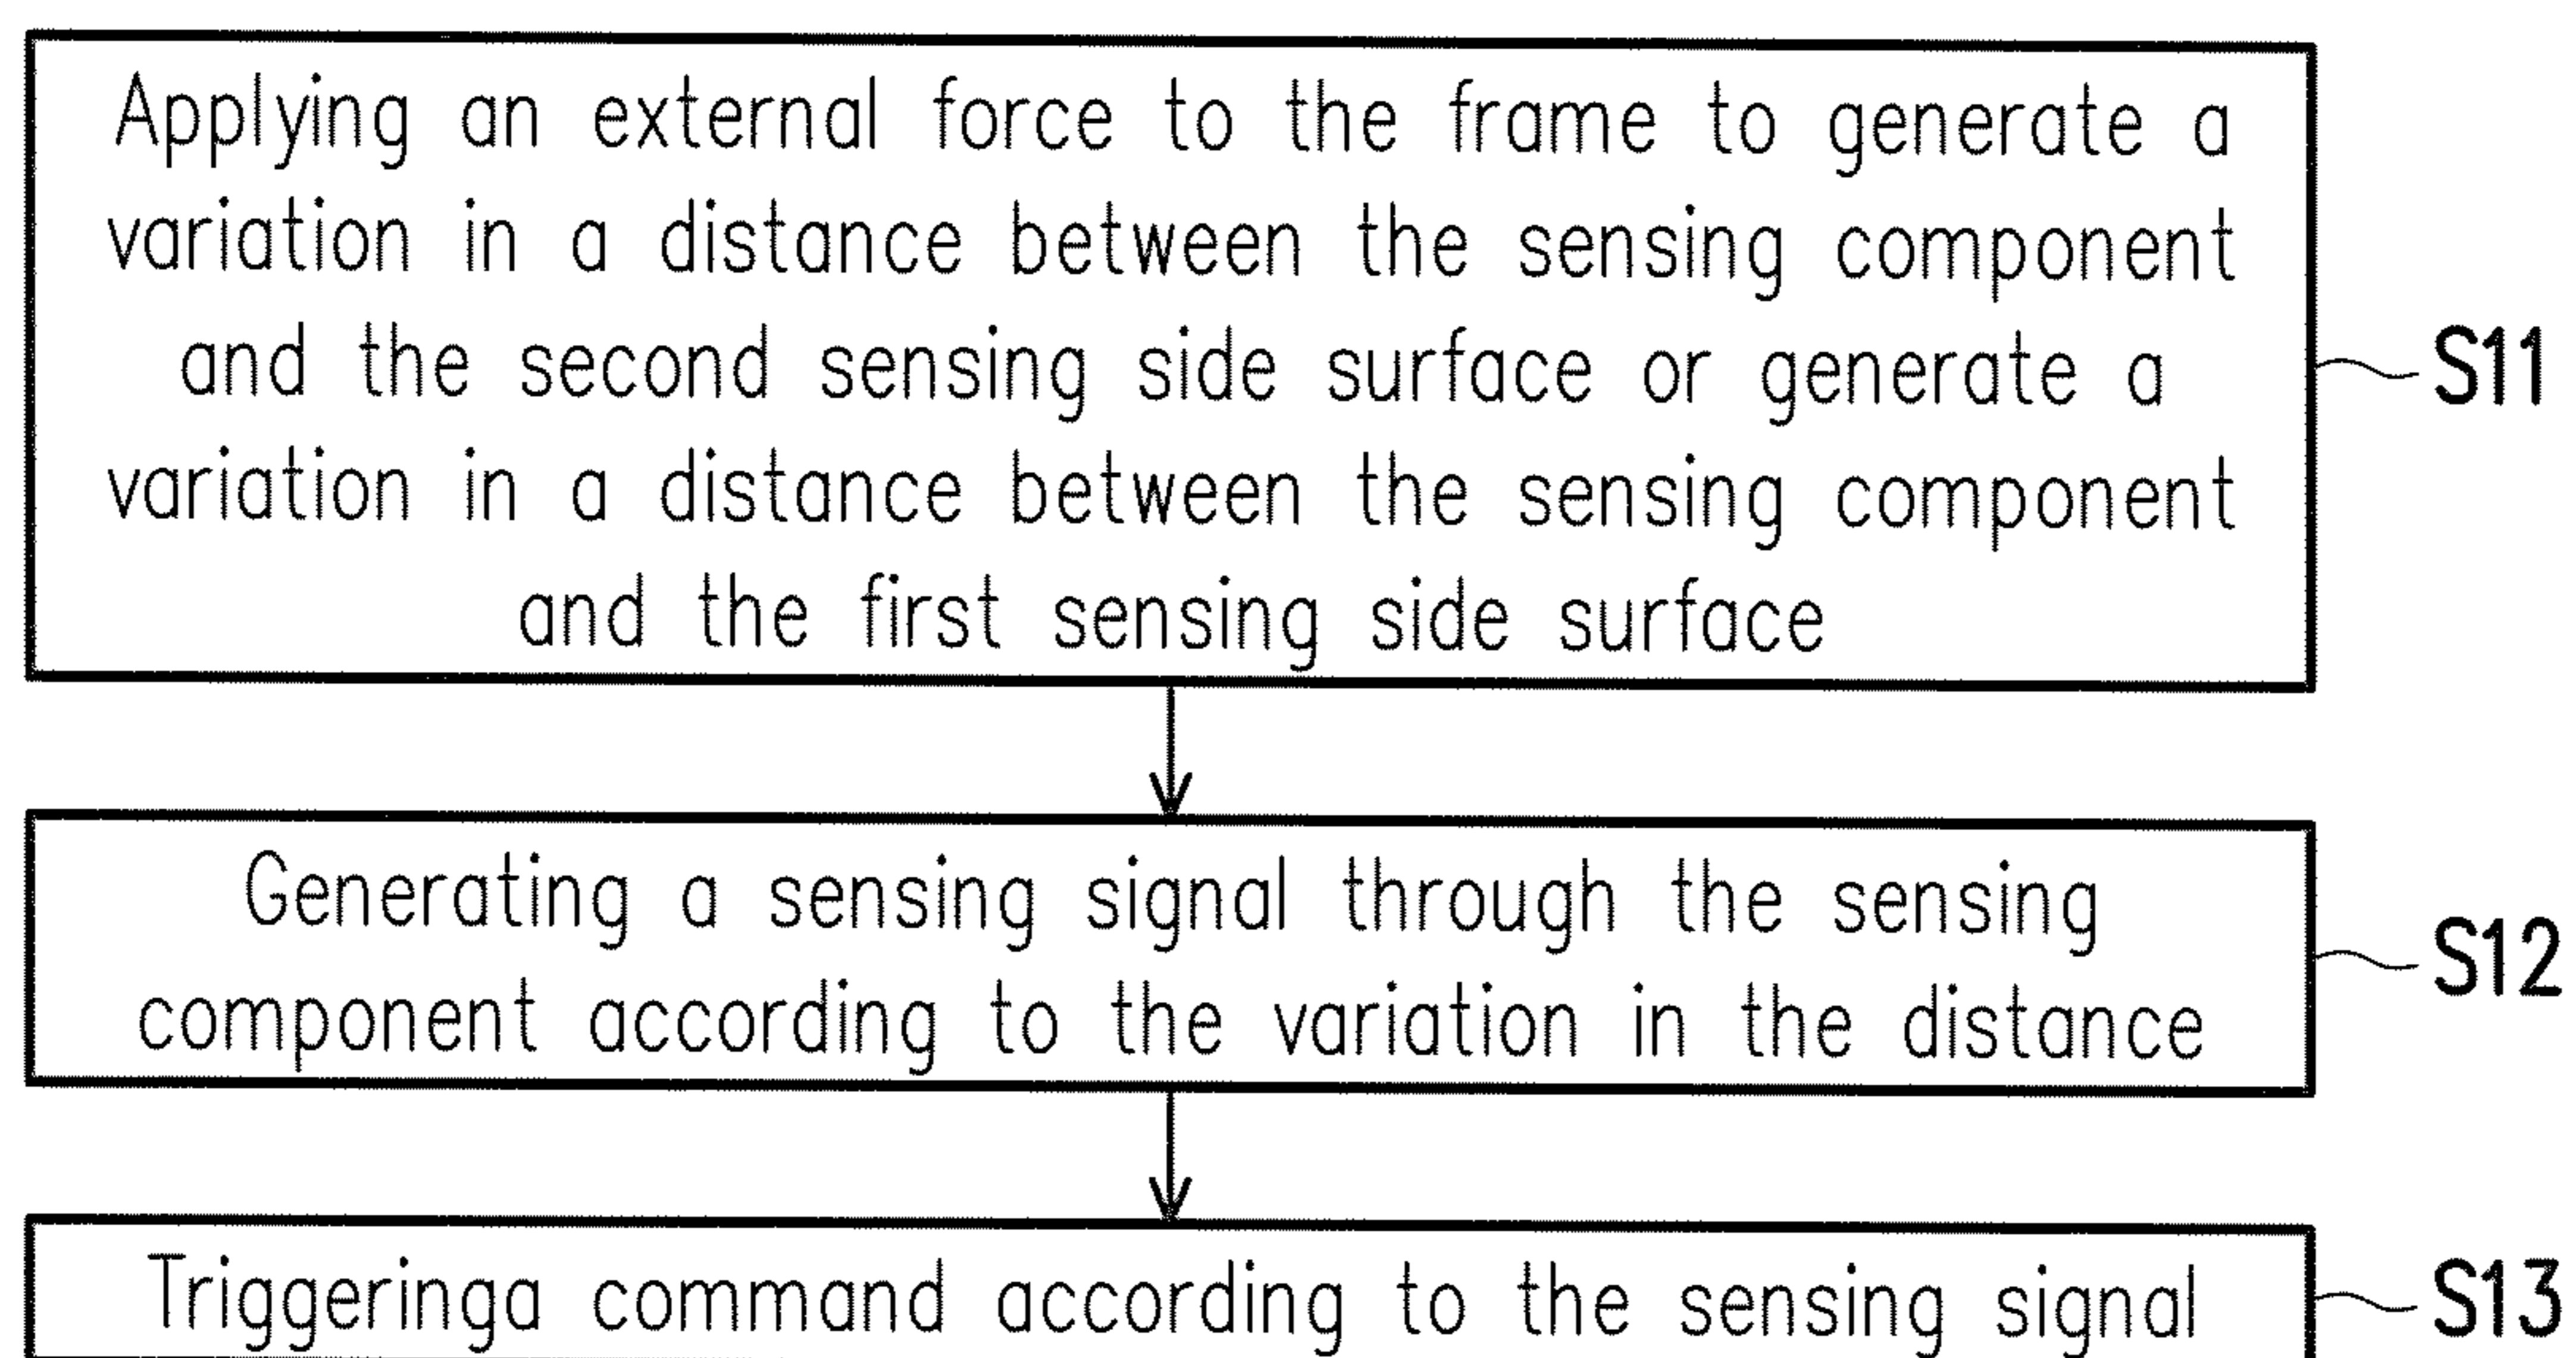 Applying an external force to the frame to generate a
variation in a distance between the sensing component
and the second sensing side surface or generate a
variation in a distance between the sensing component
and the first sensing side surface
S11
Generating a sensing signal through the sensing
component according to the variation in the distance
S12
Triggeringa command according to the sensing signal
S13